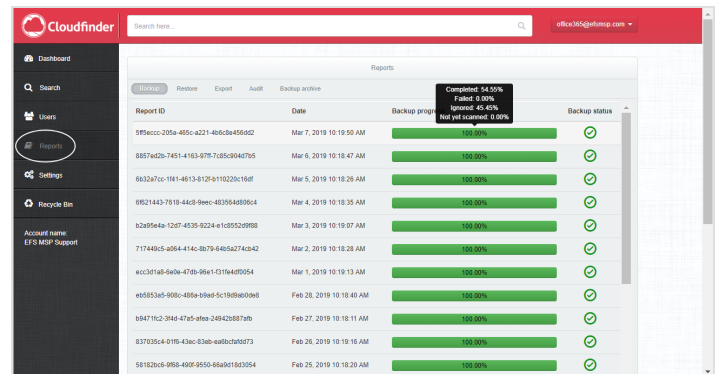 Cloudfinder
Search here...
office365@efsmsp.com
Dashboard
Search
Users
Reports
Settings
Recycle Bin
Account name:
EFS MSP Support
Reports
Backup Restore Export Audit Backup archive
Completed: 54.55%
Failed: 0.00%
Ignored: 45.45%
Not yet scanned: 0.00%
Report ID Date Backup progress Backup status
5ff5eccc-205a-465c-a221-4b6c8e456dd2 Mar 7, 2019 10:19:50 AM 100.00%
8857ed2b-7451-4163-97ff-7c85c904d7b5 Mar 6, 2019 10:18:47 AM 100.00%
6b32a7cc-1f41-4613-812f-b110220c16df Mar 5, 2019 10:18:26 AM 100.00%
6f621443-7618-44c8-9eec-483564d806c4 Mar 4, 2019 10:18:35 AM 100.00%
b2a95e4a-12d7-4535-9224-e1c8552d9f88 Mar 3, 2019 10:19:07 AM 100.00%
717449c5-a064-414c-8b79-64b5a274cb42 Mar 2, 2019 10:18:28 AM 100.00%
ecc3d1a8-6e0e-47db-96e1-f31fe4df0054 Mar 1, 2019 10:19:13 AM 100.00%
eb5853a5-908c-486a-b9ad-5c19d9ab0de8 Feb 28, 2019 10:18:40 AM 100.00%
b9471fc2-3f4d-47a5-afea-24942b887afb Feb 27, 2019 10:18:11 AM 100.00%
837035c4-01f6-43ec-83eb-ea6bcfafdd73 Feb 26, 2019 10:19:16 AM 100.00%
58182bc6-9f68-490f-9550-66a9d18d3054 Feb 25, 2019 10:18:20 AM 100.00%